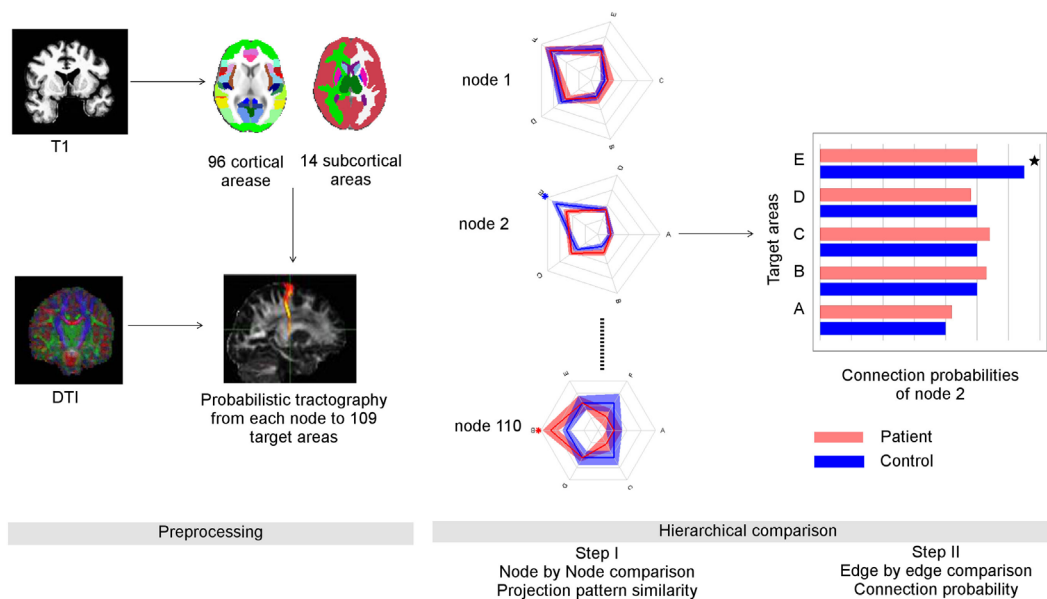 T1
96 cortical
arease
14 subcortical
areas
DTI
Probabilistic tractography
from each node to 109
target areas
Preprocessing
node 1
E
F
C
D
B
node 2
D
E
*
A
C
B
node 110
E
F
B
*
A
D
C
Target areas
E
★
D
C
B
A
Connection probabilities
of node 2
Patient
Control
Hierarchical comparison
Step I
Node by Node comparison
Projection pattern similarity
Step II
Edge by edge comparison
Connection probability